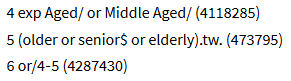 4 exp Aged/ or Middle Aged/ (4118285)
5 (older or senior$ or elderly).tw. (473795)
6 or/4-5 (4287430)